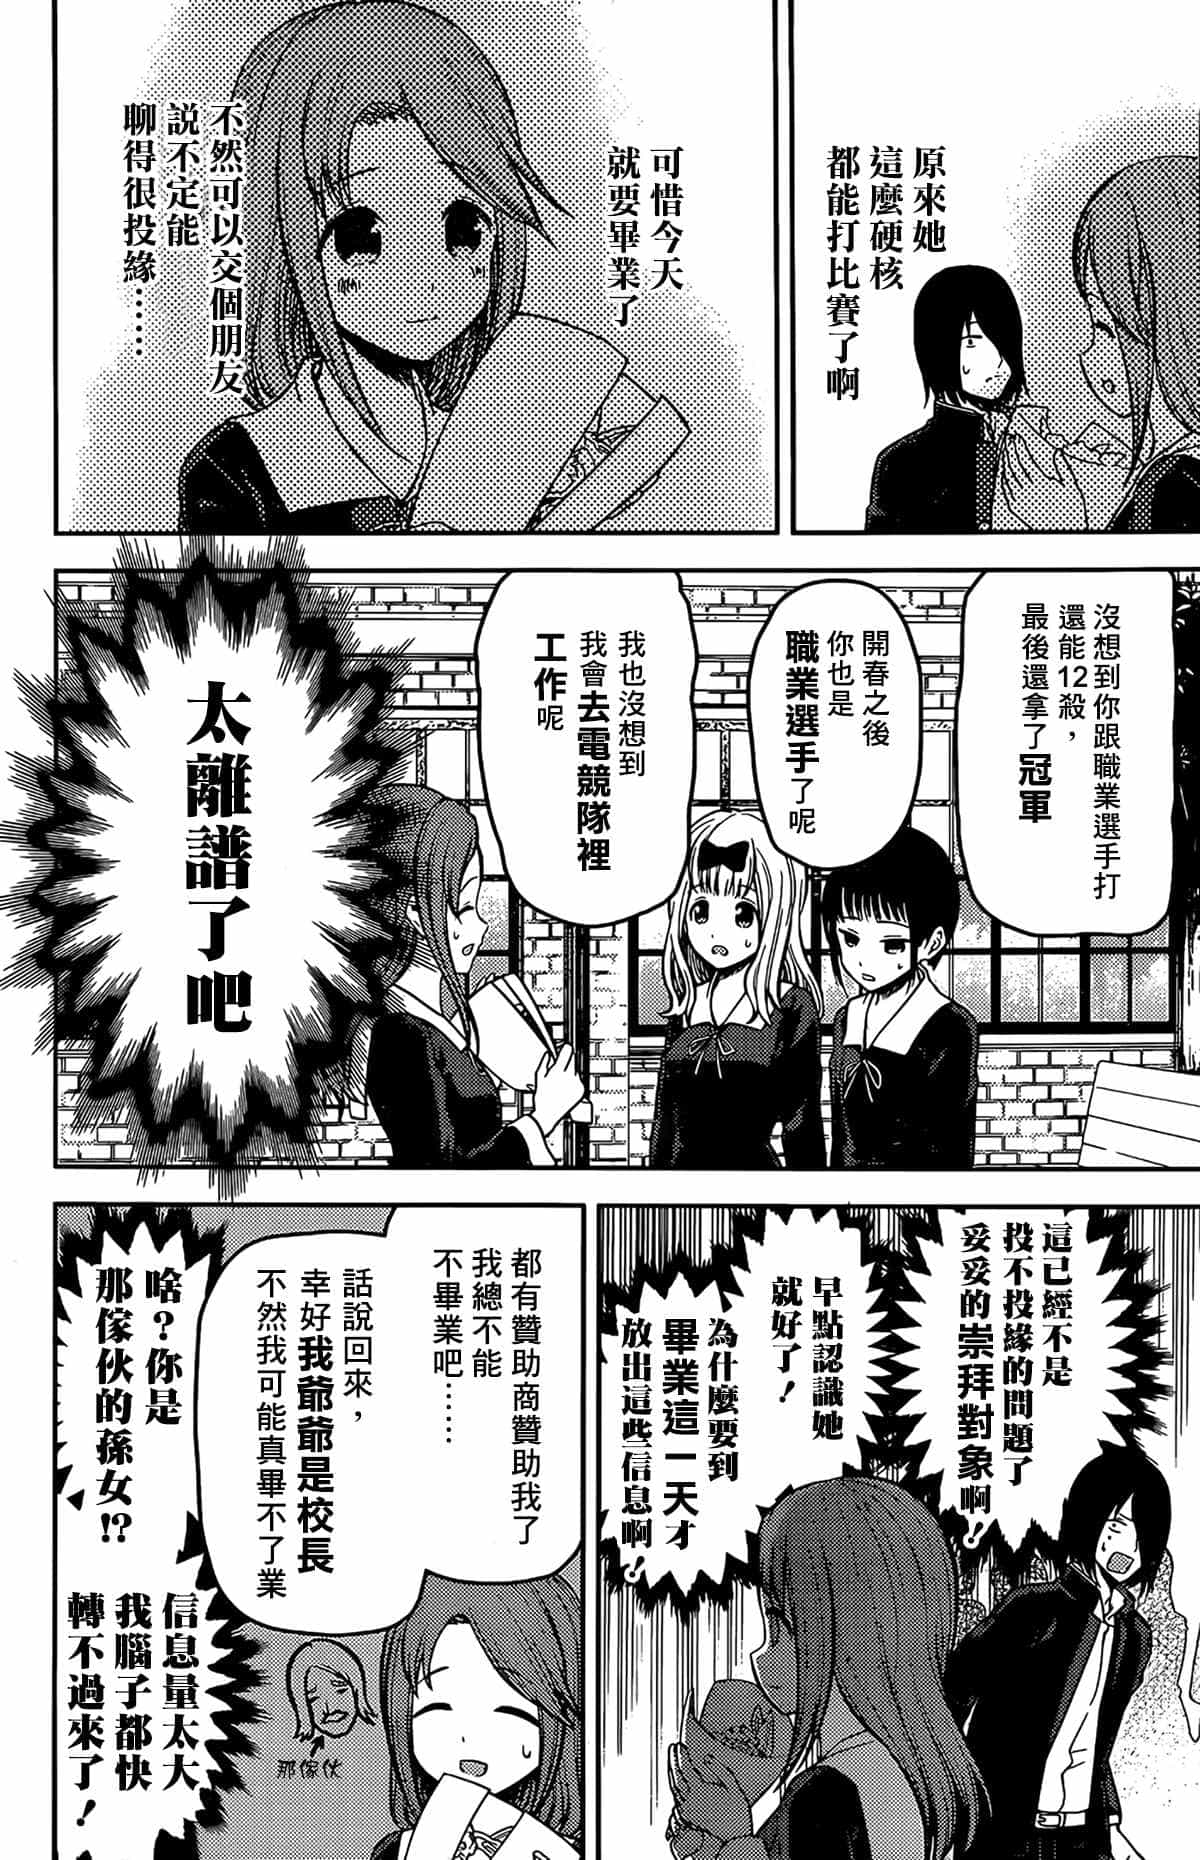 原來她
這麼硬核
都能打比賽了啊
可惜今天
就要畢業了
不然可以交個朋友
說不定能
聊得很投緣……
沒想到你跟職業選手打
還能12殺，
最後還拿了冠軍
開春之後
你也是
職業選手了呢
我也沒想到
我會去電競隊裡
工作呢
太離譜了吧
這已經不是
投不投緣的問題了
妥妥的崇拜對象啊！
早點認識她
就好了！
為什麼要到
畢業這一天才
放出這些信息啊！
都有贊助商贊助我了
我總不能
不畢業吧……
話說回來，
幸好我爺爺是校長
不然我可能真畢不了業
那傢伙
啥？你是
那傢伙的孫女!?
信息量太大
我腦子都快
轉不過來了！